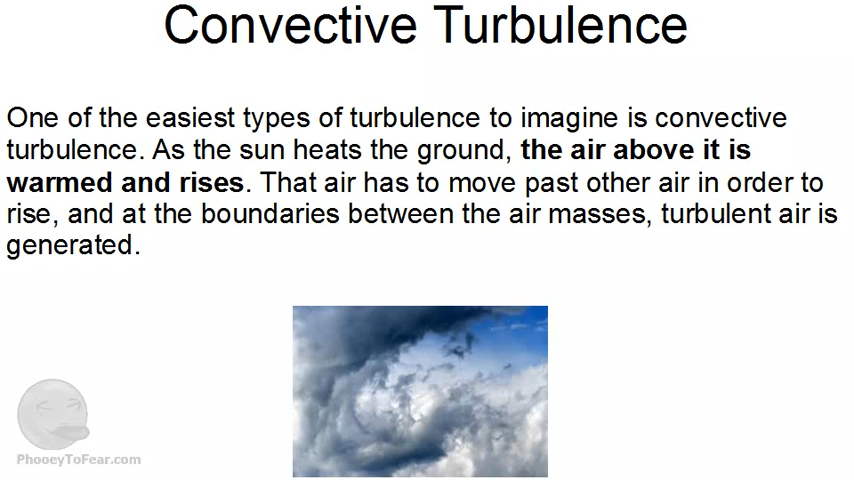 Convective Turbulence
One of the easiest types of turbulence to imagine is convective
turbulence. As the sun heats the ground, the air above it is
warmed and rises. That air has to move past other air in order to
rise, and at the boundaries between the air masses, turbulent air is
generated.
PhooeyToFear.com